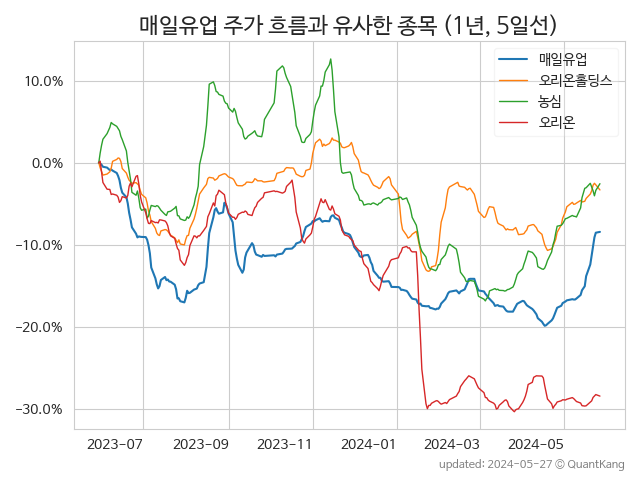 매일유업 주가 흐름과 유사한 종목 (1년, 5일선)
매일유업
오리온홀딩스
농심
오리온
10.0%
0.0%
−10.0%
−20.0%
−30.0%
2023-07 2023-09 2023-11 2024-01 2024-03 2024-05
updated: 2024-05-27 © QuantKang